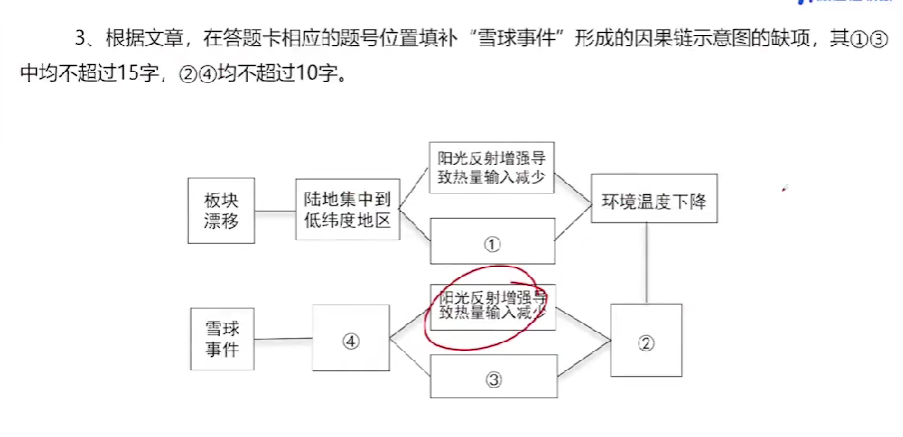 3、根据文章，在答题卡相应的题号位置填补“雪球事件”形成的因果链示意图的缺项，其①③
中均不超过15字，②④均不超过10字。
阳光反射增强导
致热量输入减少
板块
漂移
陆地集中到
低纬度地区
环境温度下降
①
阳光反射增强导
致热量输入减少
雪球
事件
④
②
③